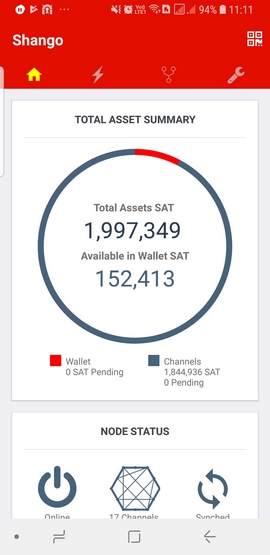 94% 11:11
Shango
TOTAL ASSET SUMMARY
Total Assets SAT
1,997,349
Available in Wallet SAT
152,413
Wallet
0 SAT Pending
Channels
1,844,936 SAT
0 Pending
NODE STATUS
Online
17 Channels
Synched